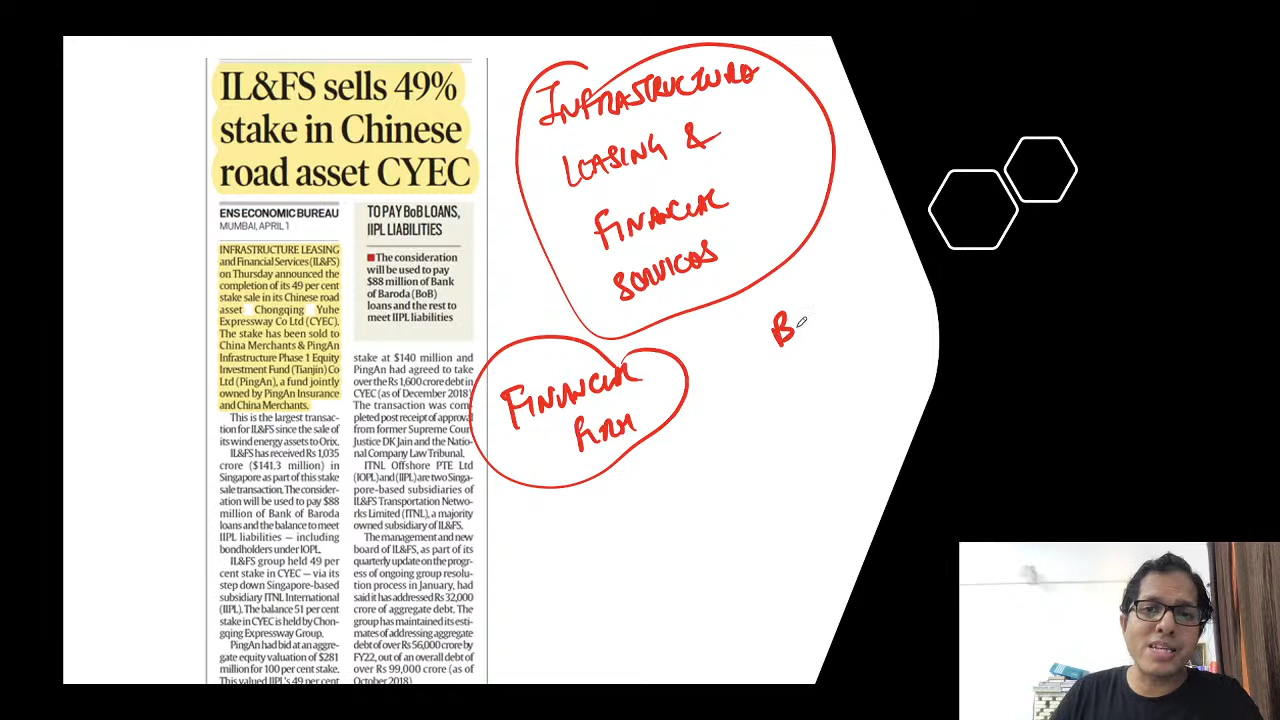 IL&FS sells 49%
stake in Chinese
road asset CYEC
ENS ECONOMIC BUREAU
MUMBAI, APRIL 1
INFRASTRUCTURE LEASING
and Financial Services (IL&FS)
on Thursday announced the
completion of its 49 per cent
stake sale in its Chinese road
asset Chongqing Yuhe
Expressway Co Ltd (CYEC).
The stake has been sold to
China Merchants & PingAn
Infrastructure Phase 1 Equity
Investment Fund (Tianjin) Co
Ltd (PingAn), a fund jointly
owned by PingAn Insurance
and China Merchants.
This is the largest transac-
tion for IL&FS since the sale of
its wind energy assets to Orix.
IL&FS has received Rs 1,035
crore ($141.3 million) in
Singapore as part of this stake
sale transaction. The consider-
ation will be used to pay $88
million of Bank of Baroda
loans and the balance to meet
IIPL liabilities — including
bondholders under IOPL.
IL&FS group held 49 per
cent stake in CYEC — via its
step down Singapore-based
subsidiary ITNL International
(IIPL). The balance 51 per cent
stake in CYEC is held by Chon-
gqing Expressway Group.
PingAn had bid at an aggre-
gate equity valuation of $281
million for 100 per cent stake.
This valued IIPL's 49 per cent
TO PAY BoB LOANS,
IIPL LIABILITIES
■ The consideration
will be used to pay
$88 million of Bank
of Baroda (BoB)
loans and the rest to
meet IIPL liabilities
stake at $140 million and
PingAn had agreed to take
over the Rs 1,600 crore debt in
CYEC (as of December 2018).
The transaction was com-
pleted post receipt of approval
from former Supreme Court
Justice DK Jain and the Natio-
nal Company Law Tribunal.
ITNL Offshore PTE Ltd
(IOPL) and (IIPL) are two Singa-
pore-based subsidiaries of
IL&FS Transportation Netwo-
rks Limited (ITNL), a majority
owned subsidiary of IL&FS.
The management and new
board of IL&FS, as part of its
quarterly update on the progr-
ess of ongoing group resolu-
tion process in January, had
said it has addressed Rs 32,000
crore of aggregate debt. The
group has maintained its esti-
mates of addressing aggregate
debt of over Rs 56,000 crore by
FY22, out of an overall debt of
over Rs 99,000 crore (as of
October 2018).
INFRASTRUCTURE
LEASING &
FINANCIAL
SERVICES
FINANCIAL
FIRM
B